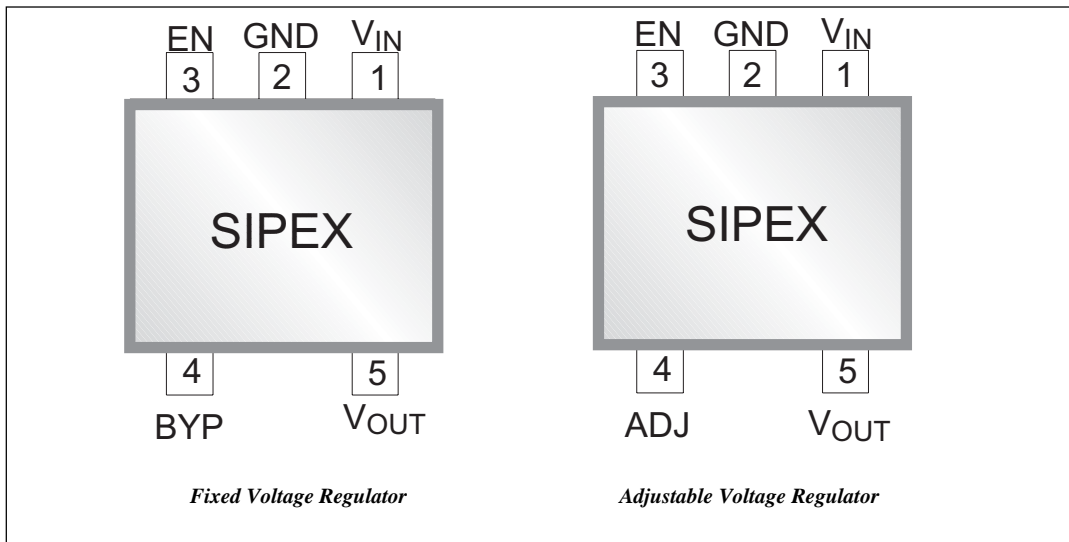 EN GND VIN
3 2 1
SIPEX
4 5
BYP VOUT
Fixed Voltage Regulator
EN GND VIN
3 2 1
SIPEX
4 5
ADJ VOUT
Adjustable Voltage Regulator